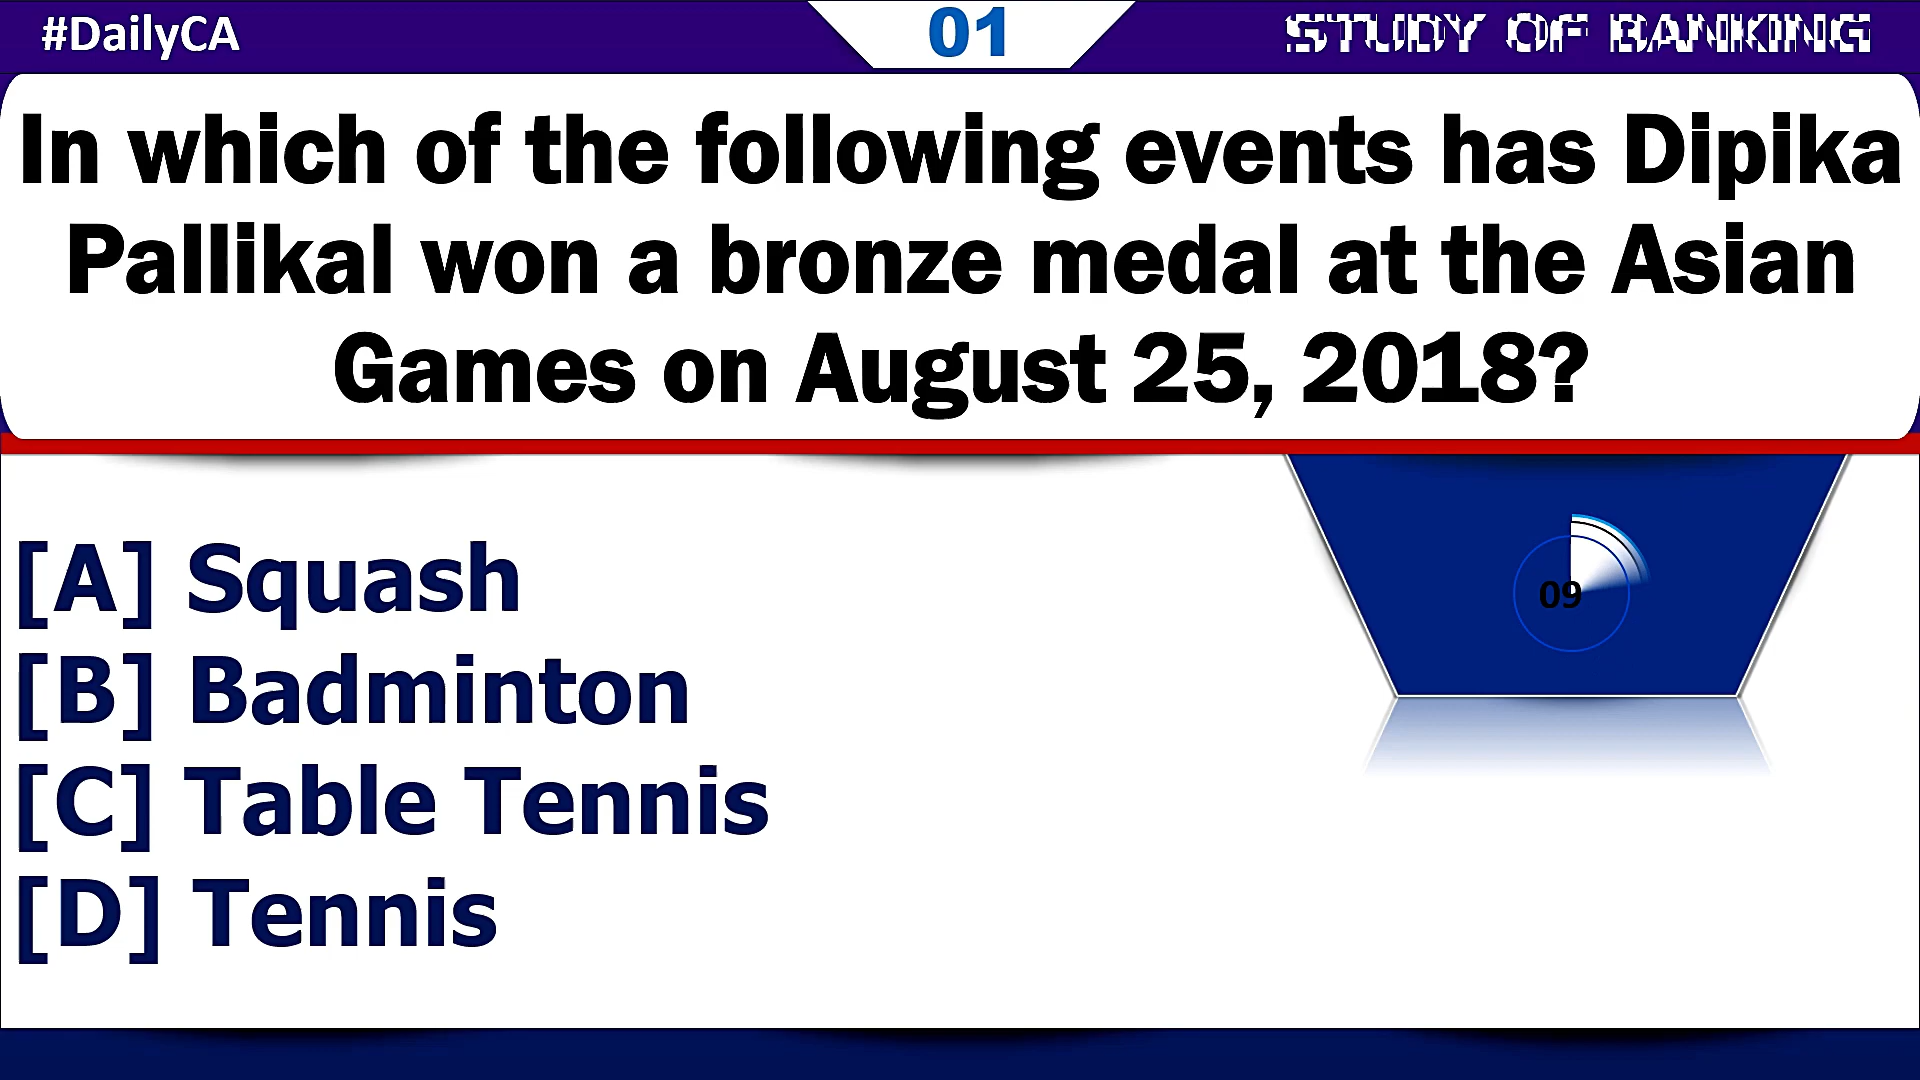 #DailyCA
01
STUDY OF BANKING
In which of the following events has Dipika
Pallikal won a bronze medal at the Asian
Games on August 25, 2018?
09
[A] Squash
[B] Badminton
[C] Table Tennis
[D] Tennis